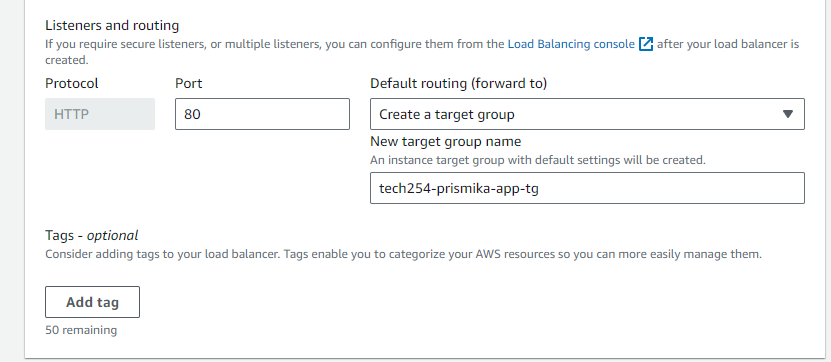 Listeners and routing
If you require secure listeners, or multiple listeners, you can configure them from the Load Balancing console after your load balancer is
created.
Protocol Port Default routing (forward to)
HTTP 80 Create a target group
New target group name
An instance target group with default settings will be created.
tech254-prismika-app-tg
Tags - optional
Consider adding tags to your load balancer. Tags enable you to categorize your AWS resources so you can more easily manage them.
Add tag
50 remaining